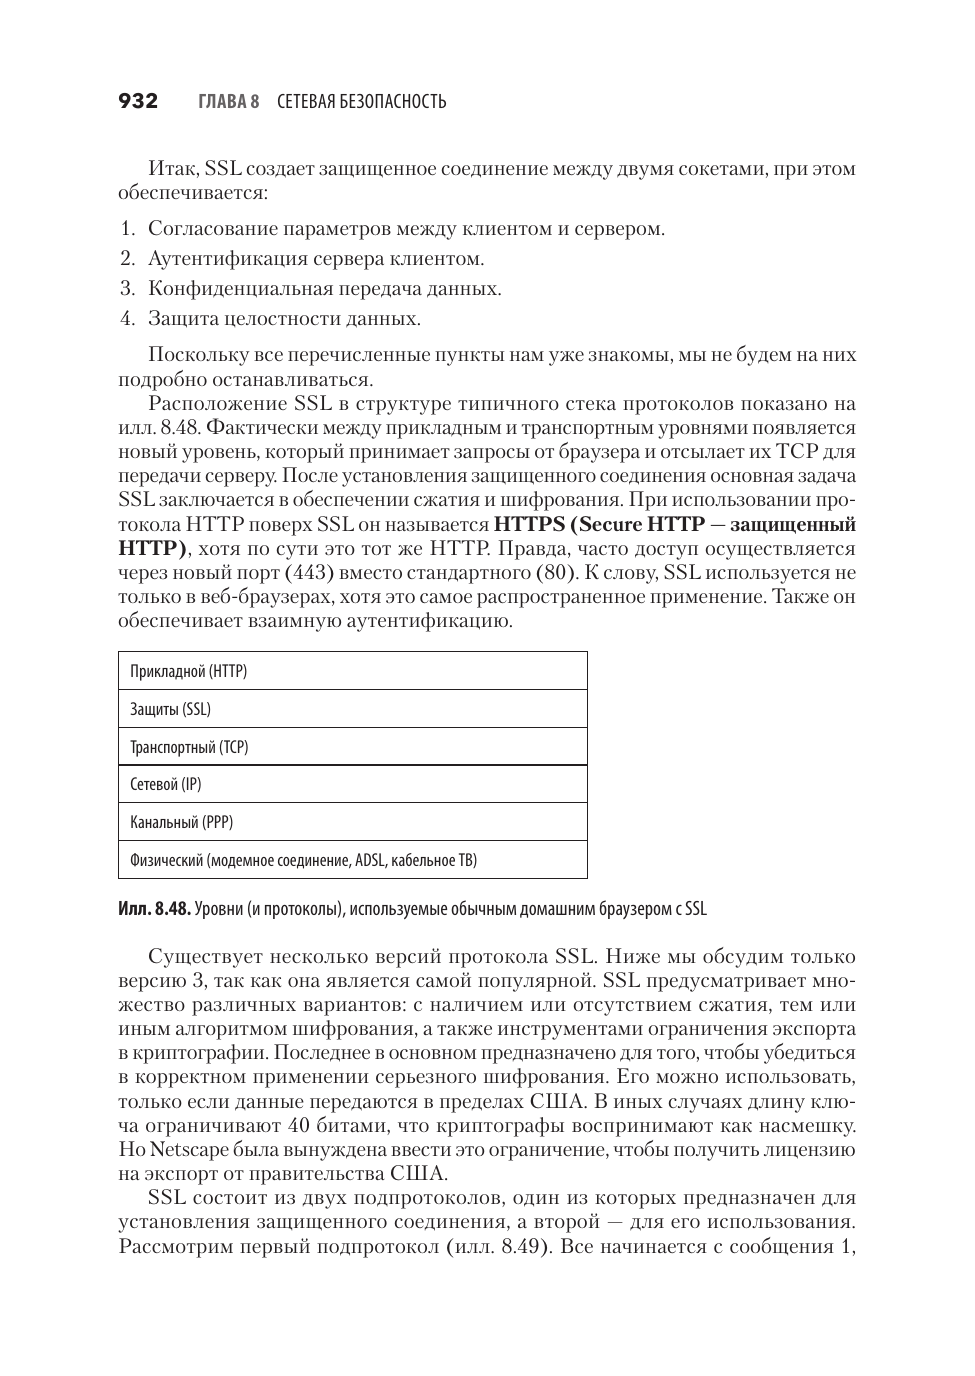 932 ГЛАВА 8 СЕТЕВАЯ БЕЗОПАСНОСТЬ
Итак, SSL создает защищенное соединение между двумя сокетами, при этом
обеспечивается:
1. Согласование параметров между клиентом и сервером.
2. Аутентификация сервера клиентом.
3. Конфиденциальная передача данных.
4. Защита целостности данных.
Поскольку все перечисленные пункты нам уже знакомы, мы не будем на них
подробно останавливаться.
Расположение SSL в структуре типичного стека протоколов показано на
илл. 8.48. Фактически между прикладным и транспортным уровнями появляется
новый уровень, который принимает запросы от браузера и отсылает их TCP для
передачи серверу. После установления защищенного соединения основная задача
SSL заключается в обеспечении сжатия и шифрования. При использовании про-
токола HTTP поверх SSL он называется HTTPS (Secure HTTP — защищенный
HTTP), хотя по сути это тот же HTTP. Правда, часто доступ осуществляется
через новый порт (443) вместо стандартного (80). К слову, SSL используется не
только в веб-браузерах, хотя это самое распространенное применение. Также он
обеспечивает взаимную аутентификацию.
Прикладной (HTTP)
Защиты (SSL)
Транспортный (TCP)
Сетевой (IP)
Канальный (PPP)
Физический (модемное соединение, ADSL, кабельное ТВ)
Илл. 8.48. Уровни (и протоколы), используемые обычным домашним браузером с SSL
Существует несколько версий протокола SSL. Ниже мы обсудим только
версию 3, так как она является самой популярной. SSL предусматривает мно-
жество различных вариантов: с наличием или отсутствием сжатия, тем или
иным алгоритмом шифрования, а также инструментами ограничения экспорта
в криптографии. Последнее в основном предназначено для того, чтобы убедиться
в корректном применении серьезного шифрования. Его можно использовать,
только если данные передаются в пределах США. В иных случаях длину клю-
ча ограничивают 40 битами, что криптографы воспринимают как насмешку.
Но Netscape была вынуждена ввести это ограничение, чтобы получить лицензию
на экспорт от правительства США.
SSL состоит из двух подпротоколов, один из которых предназначен для
установления защищенного соединения, а второй — для его использования.
Рассмотрим первый подпротокол (илл. 8.49). Все начинается с сообщения 1,